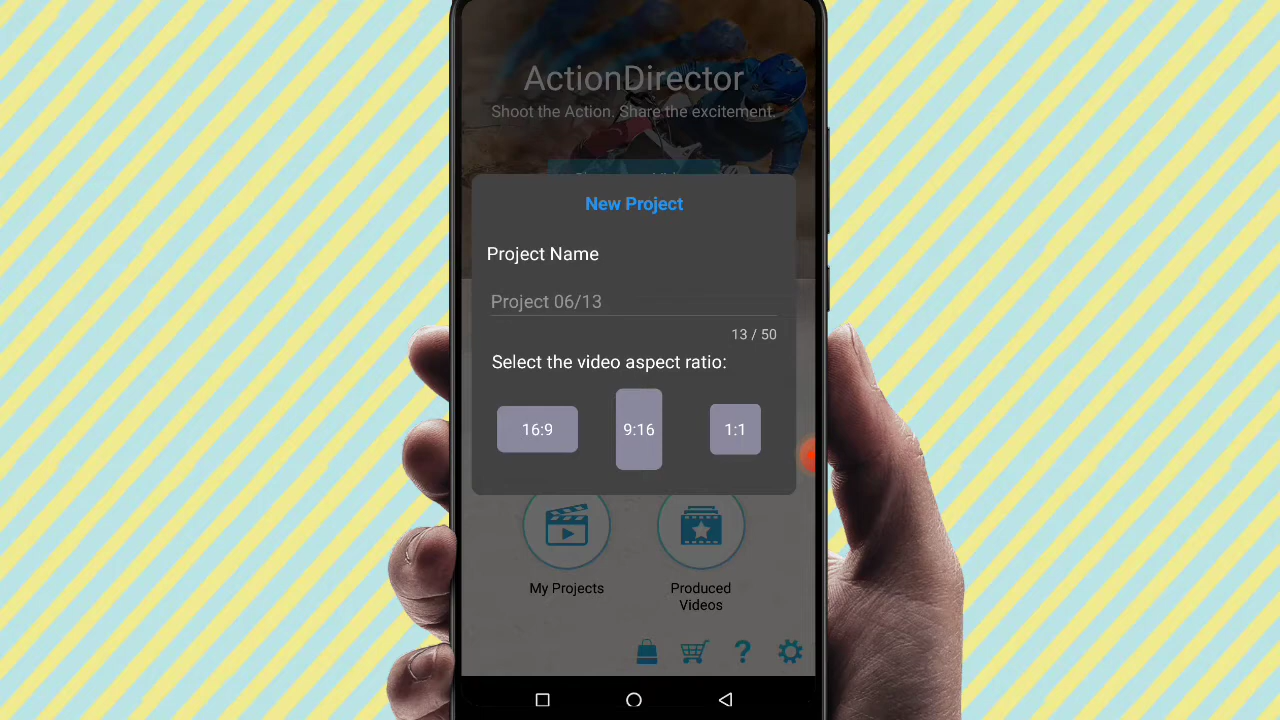 ActionDirector
Shoot the Action. Share the excitement.
New Project
Project Name
Project 06/13
13 / 50
Select the video aspect ratio:
16:9
9:16
1:1
My Projects
Produced
Videos
?